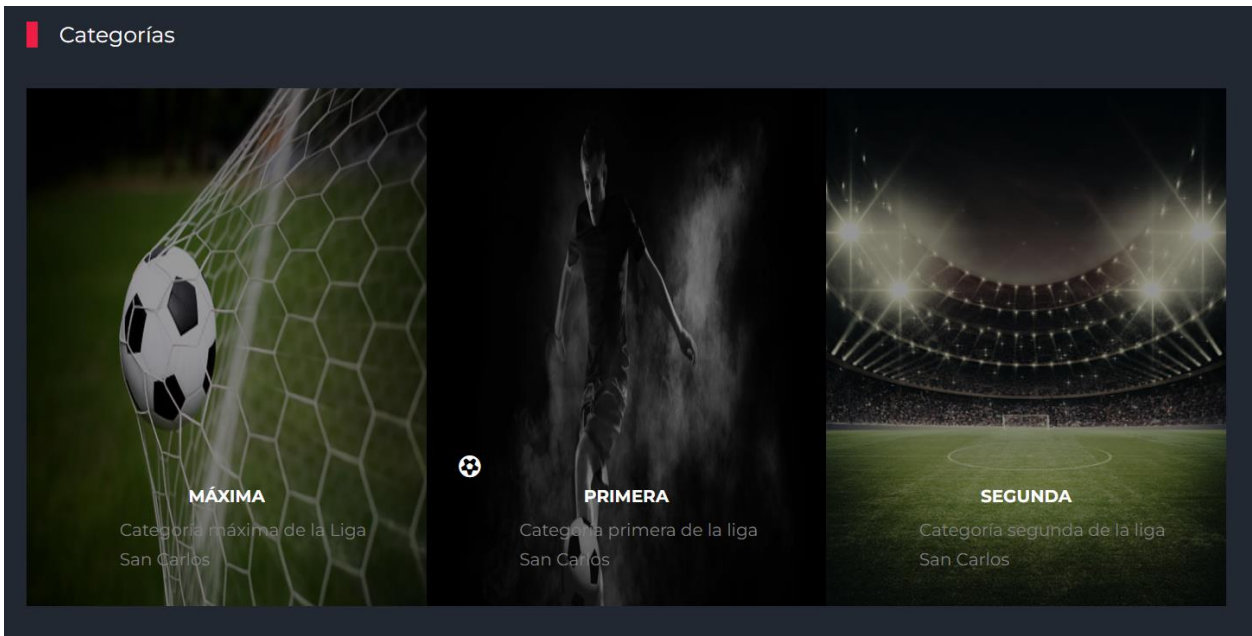 Categorías
MÁXIMA
Categoría máxima de la Liga
San Carlos
PRIMERA
Categoría primera de la liga
San Carlos
SEGUNDA
Categoría segunda de la liga
San Carlos